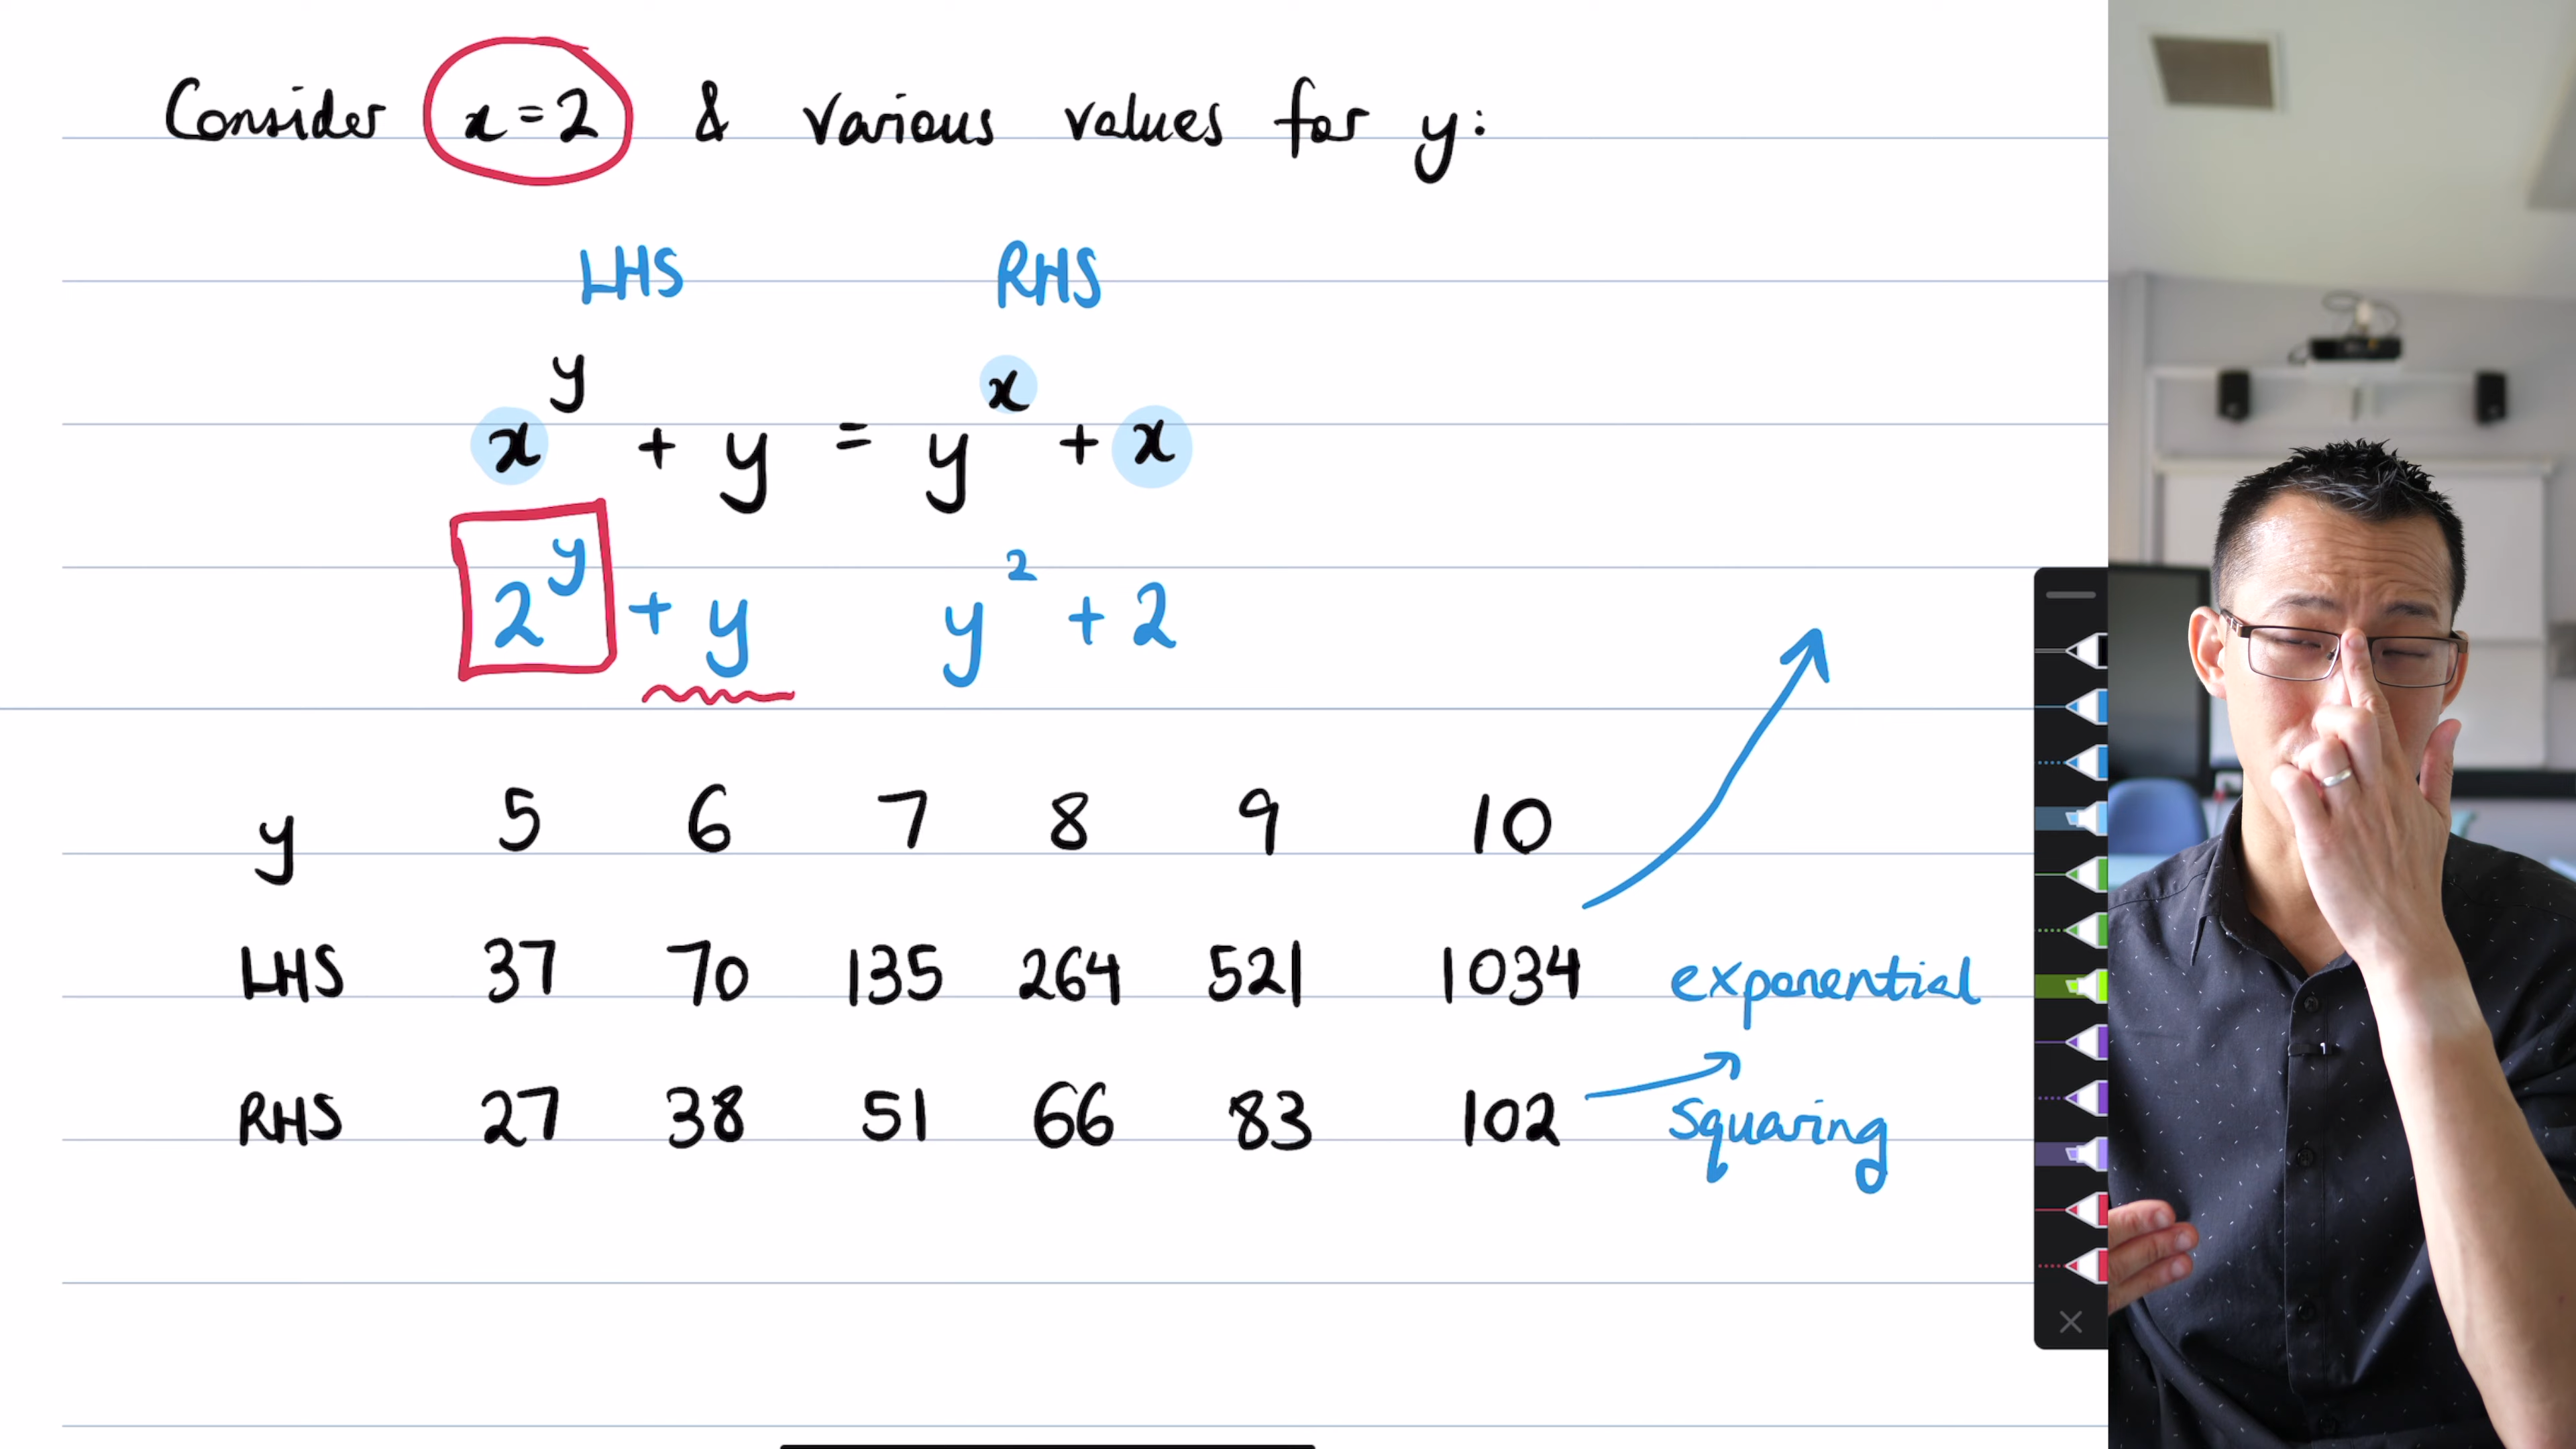 Consider x=2 & various values for y:
LHS RHS
x^y + y = y^x + x
2^y + y y^2 + 2
y 5 6 7 8 9 10
LHS 37 70 135 264 521 1034 exponential
RHS 27 38 51 66 83 102 squaring